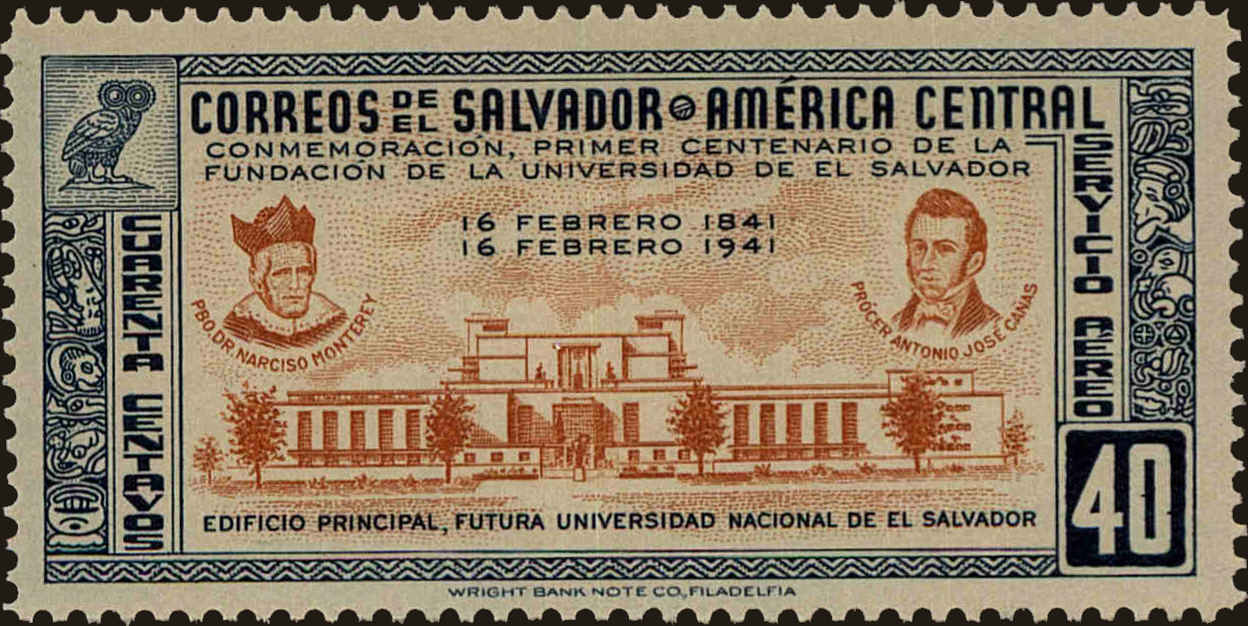 CORREOS DE EL SALVADOR AMÉRICA CENTRAL
CONMEMORACIÓN, PRIMER CENTENARIO DE LA
FUNDACIÓN DE LA UNIVERSIDAD DE EL SALVADOR
16 FEBRERO 1841
16 FEBRERO 1941
PBO. DR. NARCISO MONTEREY
PRÓCER ANTONIO JOSÉ CAÑAS
CUARENTA CENTAVOS
SERVICIO AEREO
40
EDIFICIO PRINCIPAL, FUTURA UNIVERSIDAD NACIONAL DE EL SALVADOR
WRIGHT BANK NOTE CO., FILADELFIA